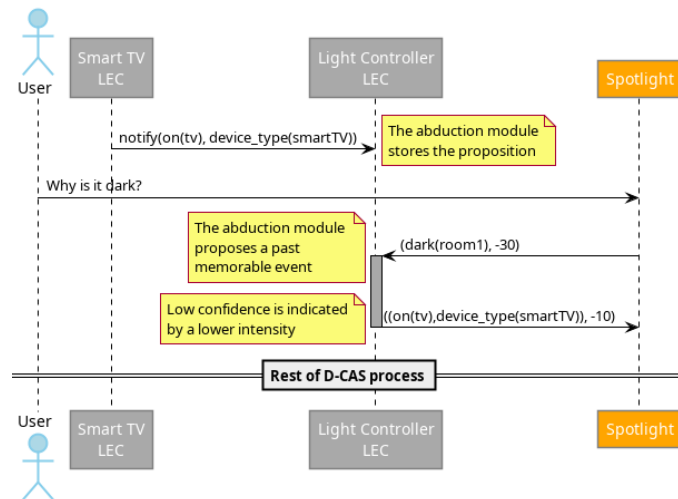 User
Smart TV
LEC
Light Controller
LEC
Spotlight
notify(on(tv), device_type(smartTV))
The abduction module
stores the proposition
Why is it dark?
The abduction module
proposes a past
memorable event
(dark(room1), -30)
Low confidence is indicated
by a lower intensity
((on(tv),device_type(smartTV)), -10)
Rest of D-CAS process
User
Smart TV
LEC
Light Controller
LEC
Spotlight